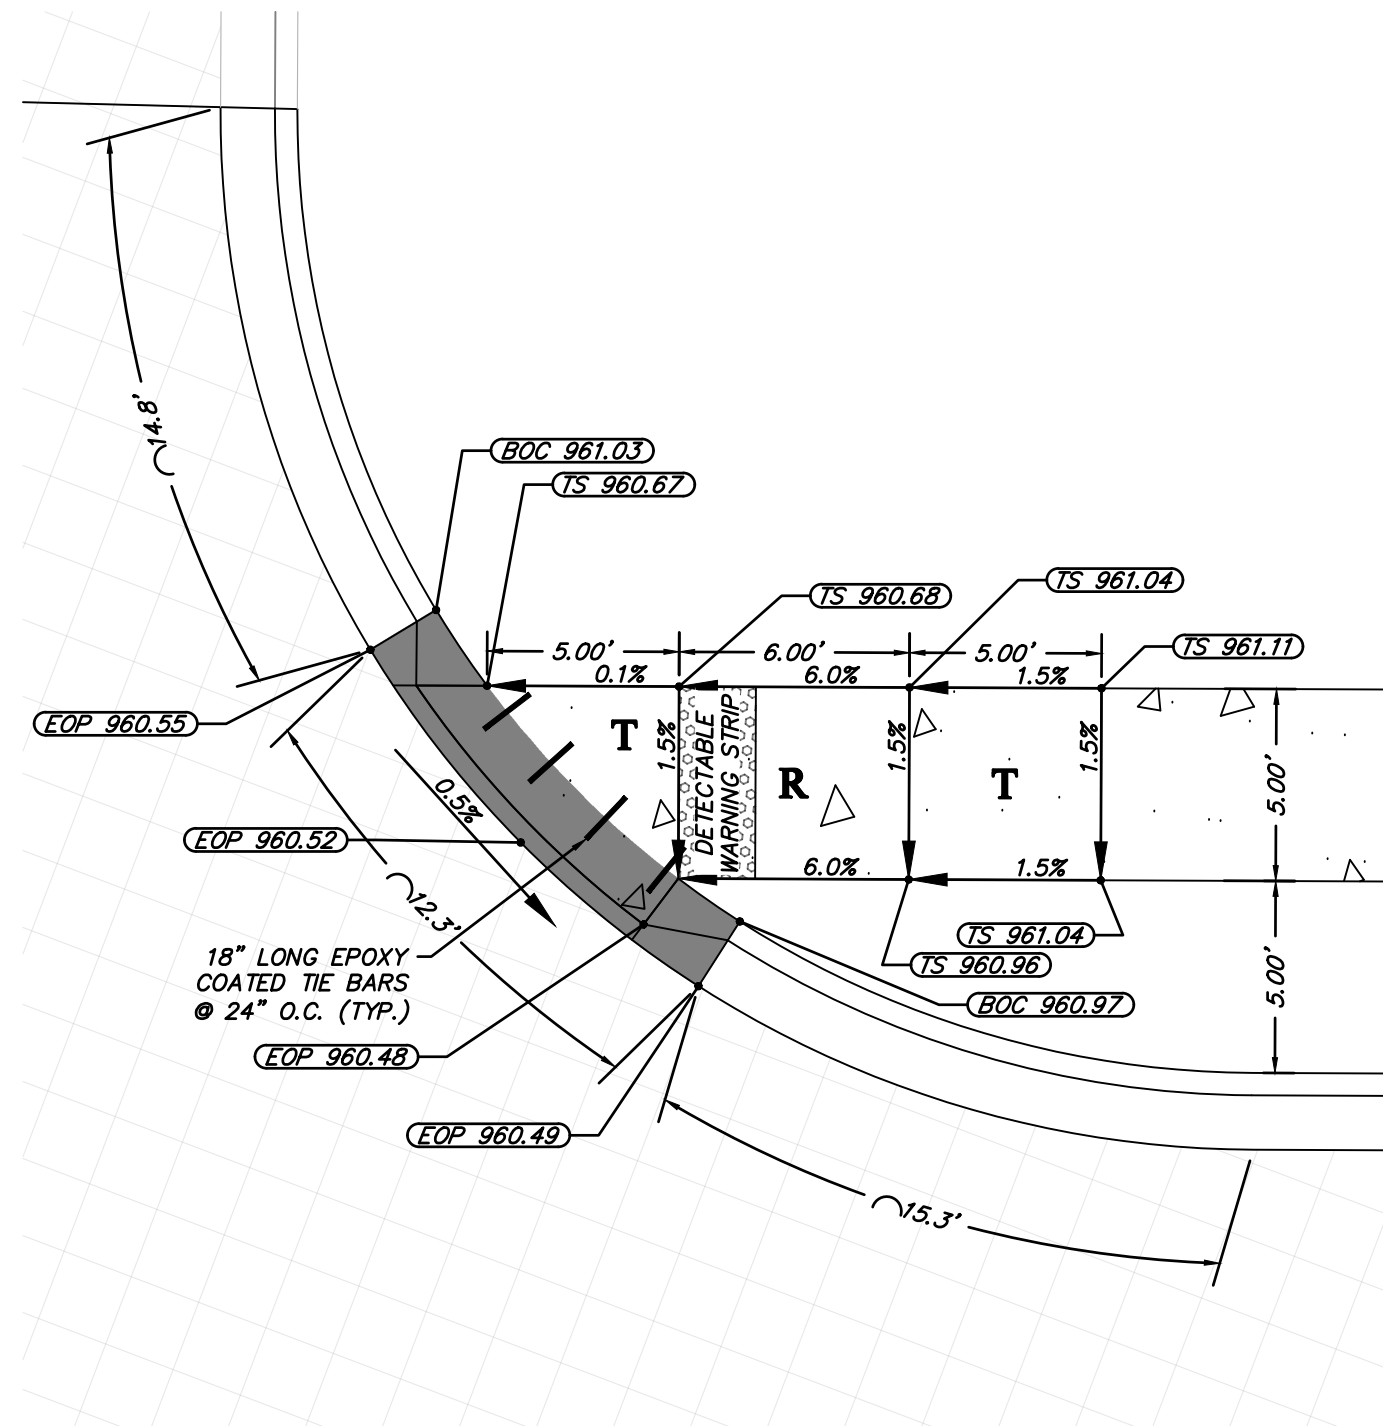 14.8'
BOC 961.03
TS 960.67
TS 961.04
TS 960.68
TS 961.11
5.00'
6.00'
5.00'
0.1%
6.0%
1.5%
EOP 960.55
T
1.5%
DETECTABLE
WARNING STRIP
R
1.5%
T
1.5%
5.00'
0.5%
EOP 960.52
6.0%
1.5%
12.3'
TS 961.04
18" LONG EPOXY
COATED TIE BARS
@ 24" O.C. (TYP.)
TS 960.96
5.00'
BOC 960.97
EOP 960.48
EOP 960.49
15.3'